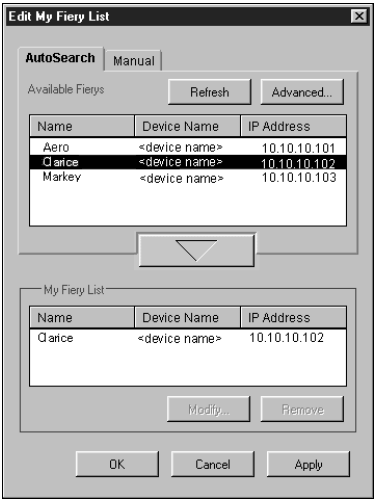 Edit My Fiery List
AutoSearch Manual
Available Fierys Refresh Advanced...
Name Device Name IP Address
Aero <device name> 10.10.10.101
Clarice <device name> 10.10.10.102
Markey <device name> 10.10.10.103
My Fiery List
Name Device Name IP Address
Clarice <device name> 10.10.10.102
Modify... Remove
OK Cancel Apply